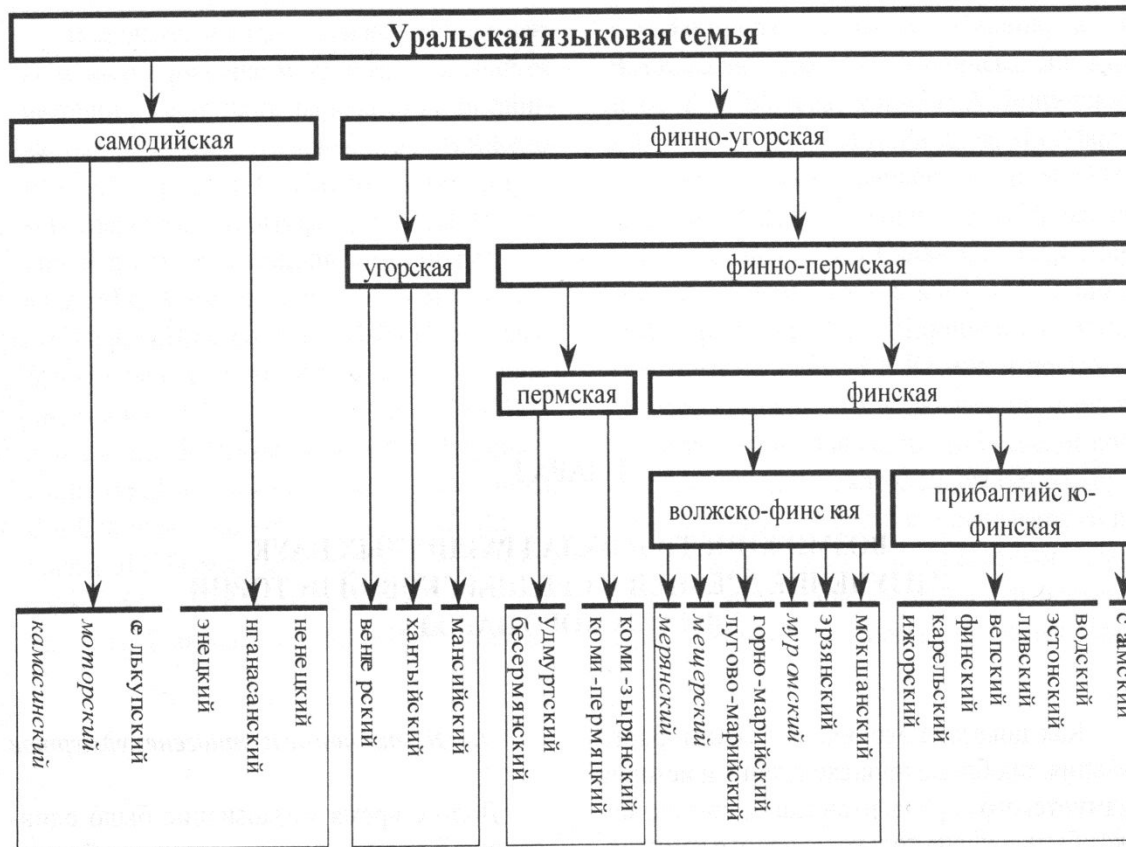 Уральская языковая семья
самодийская
финно-угорская
угорская
финно-пермская
пермская
финская
волжско-финская
прибалтийско-
финская
камасинский
моторский
селькупский
энецкий
нганасанский
ненецкий
венгерский
хантыйский
мансийский
бесермянский
удмуртский
коми-пермяцкий
коми-зырянский
мерянский
мещерский
лугово-марийский
горно-марийский
муромский
эрзянский
мокшанский
ижорский
карельский
финский
вепский
ливский
эстонский
водский
саамский